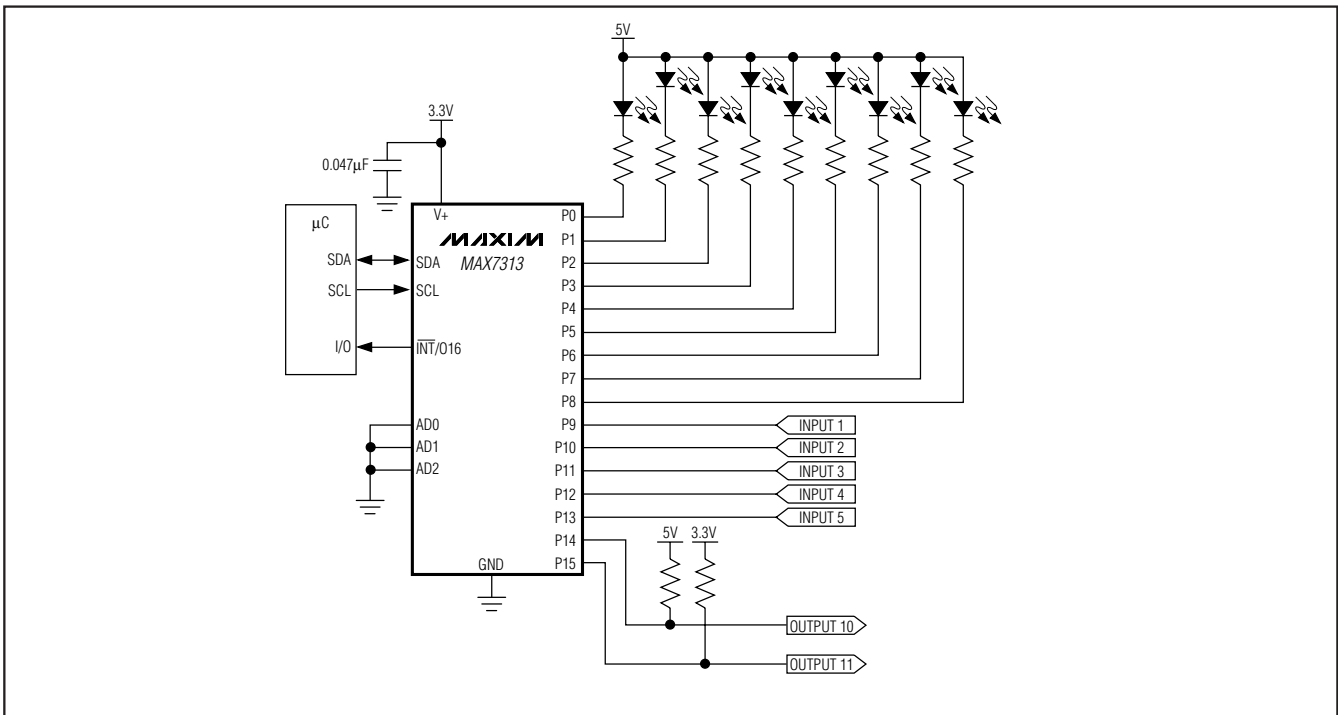 5V
3.3V
0.047µF
µC
SDA
SCL
I/O
V+
MAXIM
MAX7313
SDA
SCL
INT/O16
AD0
AD1
AD2
GND
P0
P1
P2
P3
P4
P5
P6
P7
P8
P9
P10
P11
P12
P13
P14
P15
INPUT 1
INPUT 2
INPUT 3
INPUT 4
INPUT 5
5V 3.3V
OUTPUT 10
OUTPUT 11